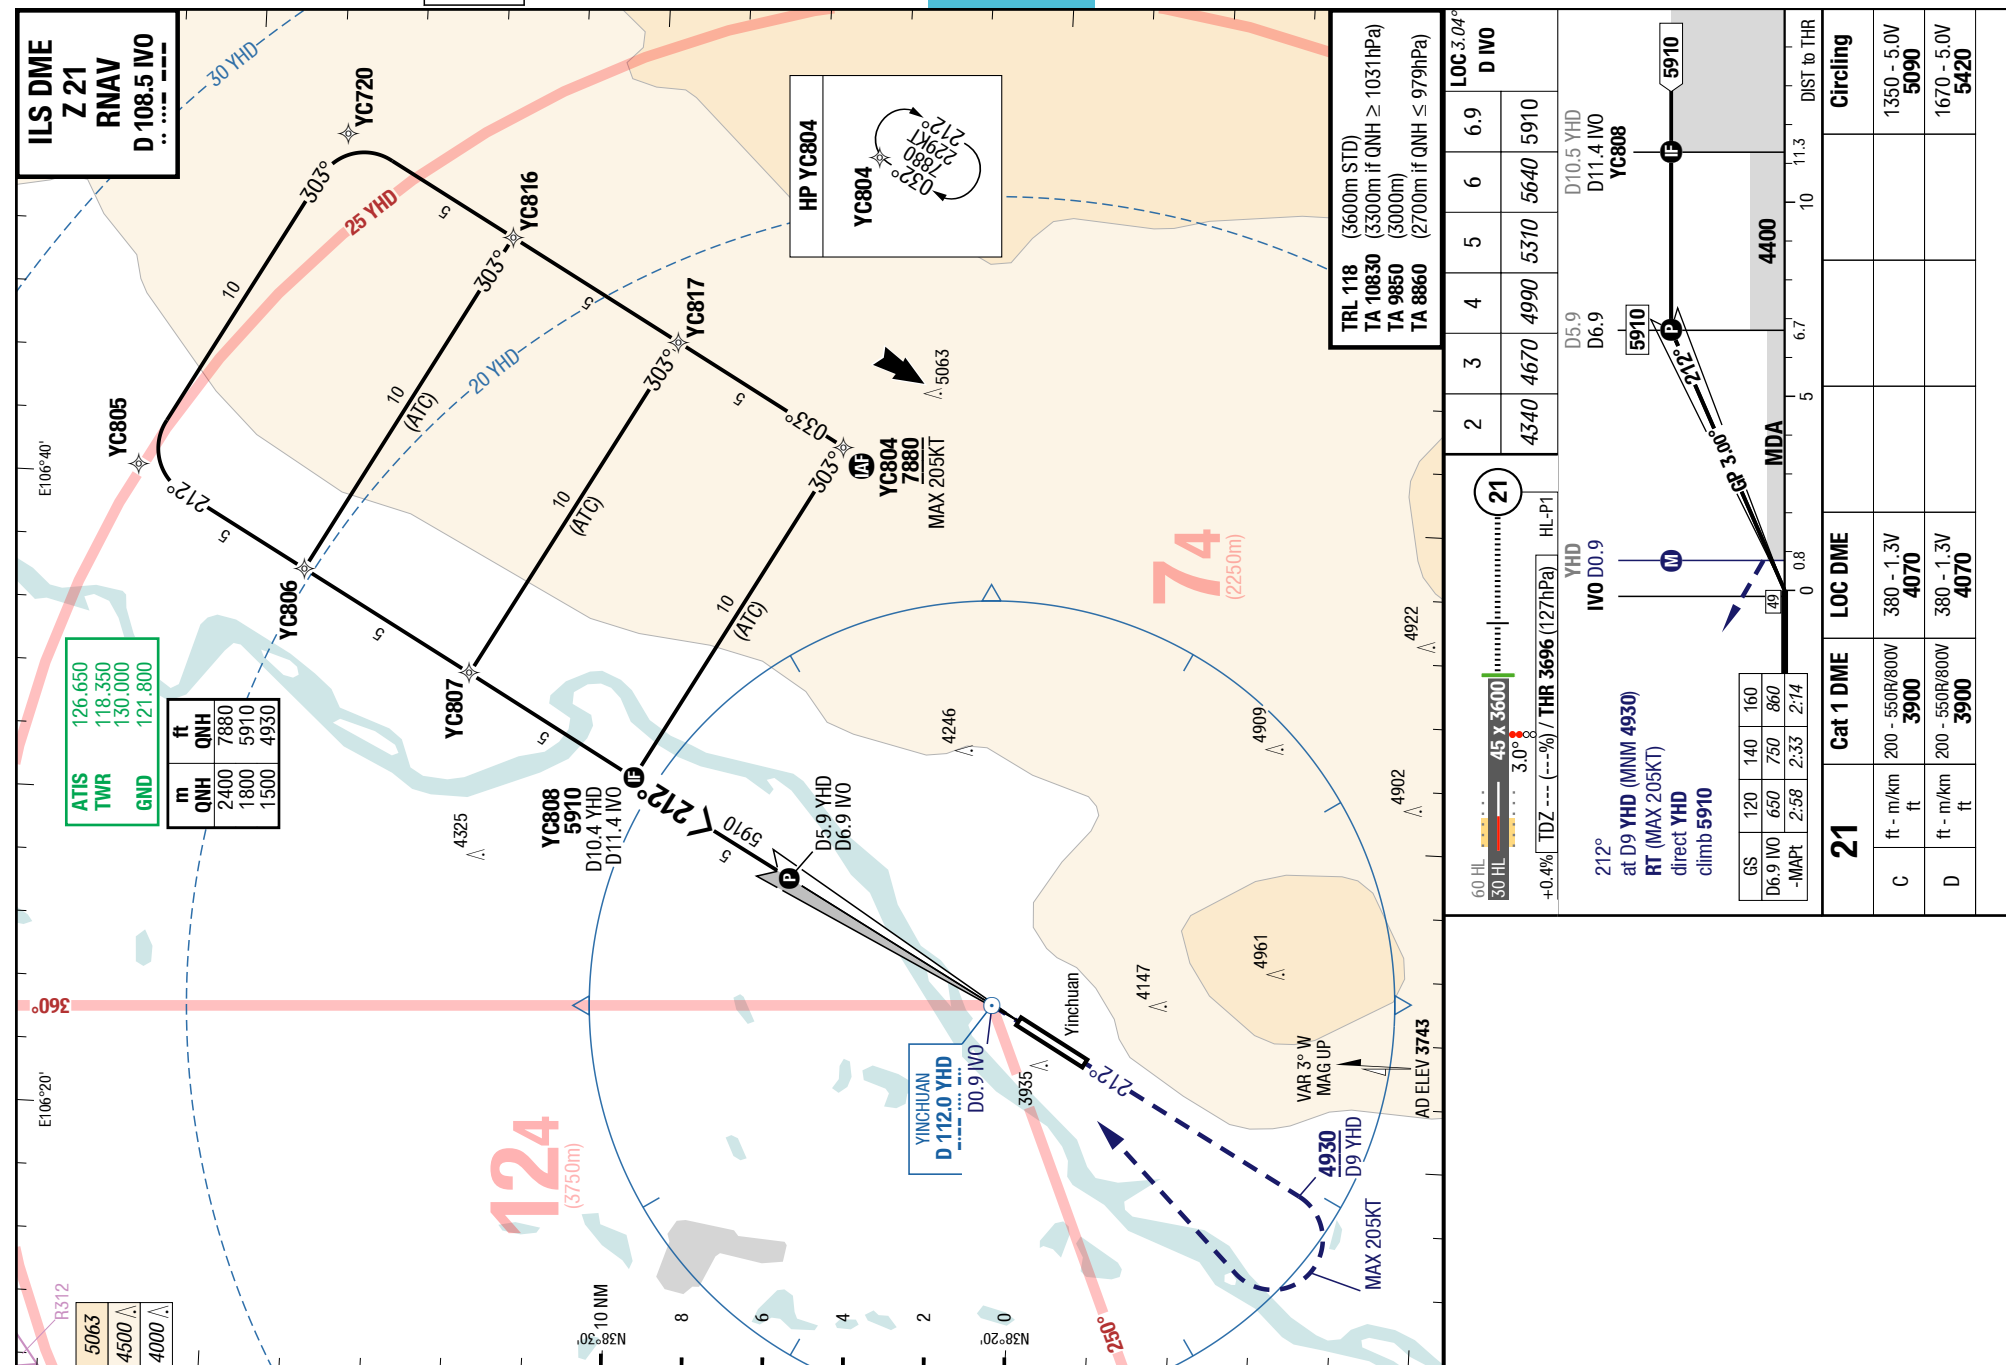 ILS DME
Z 21
RNAV
D 108.5 IVO
30 YHD
25 YHD
20 YHD
YC720
303°
5
YC816
303°
10
5
YC817
303°
10
(ATC)
5
033°
YC805
212°
5
YC806
5
10
(ATC)
YC807
5
303°
IAF
YC804
7880
MAX 205KT
10
(ATC)
E106°40'
E106°20'
HP YC804
YC804
032°
7880
229KT
212°
5063
ATIS 126.650
TWR 118.350
130.000
GND 121.800
m ft
QNH QNH
2400 7880
1800 5910
1500 4930
IF
YC808
5910
D10.4 YHD
D11.4 IVO
212°
5910
5
P
D5.9 YHD
D6.9 IVO
4325
4246
4909
4922
4902
4961
4147
3935
74
(2250m)
124
(3750m)
360°
250°
YINCHUAN
D 112.0 YHD
D0.9 IVO
Yinchuan
212°
4930
D9 YHD
MAX 205KT
VAR 3° W
MAG UP
AD ELEV 3743
R312
5063
4500
4000
N38°30'
N38°20'
10 NM
8
6
4
2
0
TRL 118 (3600m STD)
TA 10830 (3300m if QNH ≥ 1031hPa)
TA 9850 (3000m)
TA 8860 (2700m if QNH ≤ 979hPa)
2 3 4 5 6 6.9 LOC 3.04°
4340 4670 4990 5310 5640 5910 D IVO
60 HL
30 HL 45 x 3600
3.0°
21
+0.4% TDZ --- (---%) / THR 3696 (127hPa) HL-P1
YHD
IVO D0.9
D5.9
D6.9
D10.5 YHD
D11.4 IVO
YC808
5910
5910
M
P
IF
212°
GP 3.00°
MDA
4400
49
0 0.8 5 6.7 10 11.3 DIST to THR
212°
at D9 YHD (MNM 4930)
RT (MAX 205KT)
direct YHD
climb 5910
GS 120 140 160
D6.9 IVO 650 750 860
-MAPt 2:58 2:33 2:14
21 Cat 1 DME LOC DME Circling
C ft - m/km 200 - 550R/800V 380 - 1.3V 1350 - 5.0V
ft 3900 4070 5090
D ft - m/km 200 - 550R/800V 380 - 1.3V 1670 - 5.0V
ft 3900 4070 5420